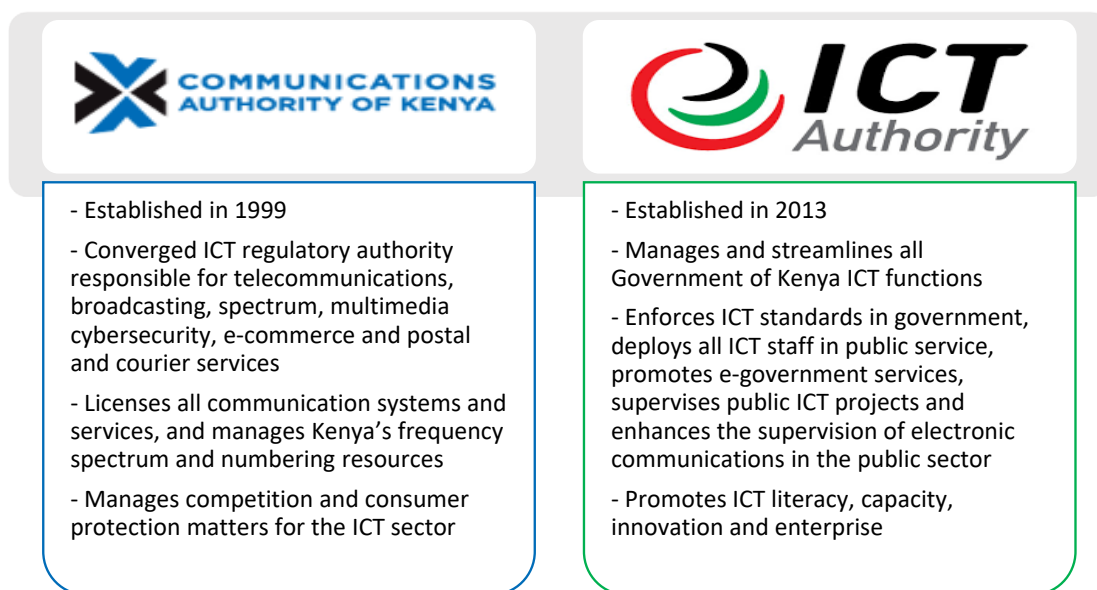 COMMUNICATIONS
AUTHORITY OF KENYA
ICT
Authority
- Established in 1999
- Converged ICT regulatory authority
responsible for telecommunications,
broadcasting, spectrum, multimedia
cybersecurity, e-commerce and postal
and courier services
- Licenses all communication systems and
services, and manages Kenya’s frequency
spectrum and numbering resources
- Manages competition and consumer
protection matters for the ICT sector
- Established in 2013
- Manages and streamlines all
Government of Kenya ICT functions
- Enforces ICT standards in government,
deploys all ICT staff in public service,
promotes e-government services,
supervises public ICT projects and
enhances the supervision of electronic
communications in the public sector
- Promotes ICT literacy, capacity,
innovation and enterprise